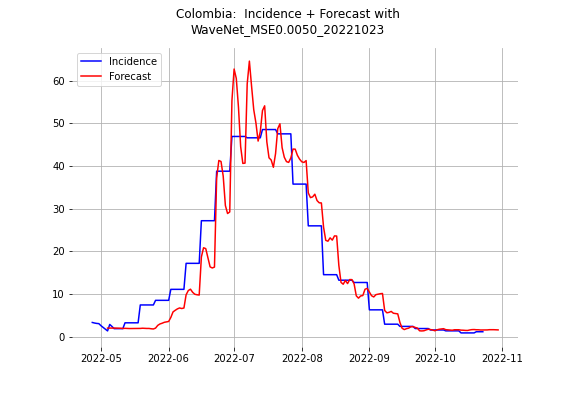 Colombia:  Incidence + Forecast with
WaveNet_MSE0.0050_20221023
Incidence
Forecast
60
50
40
30
20
10
0
2022-05 2022-06 2022-07 2022-08 2022-09 2022-10 2022-11